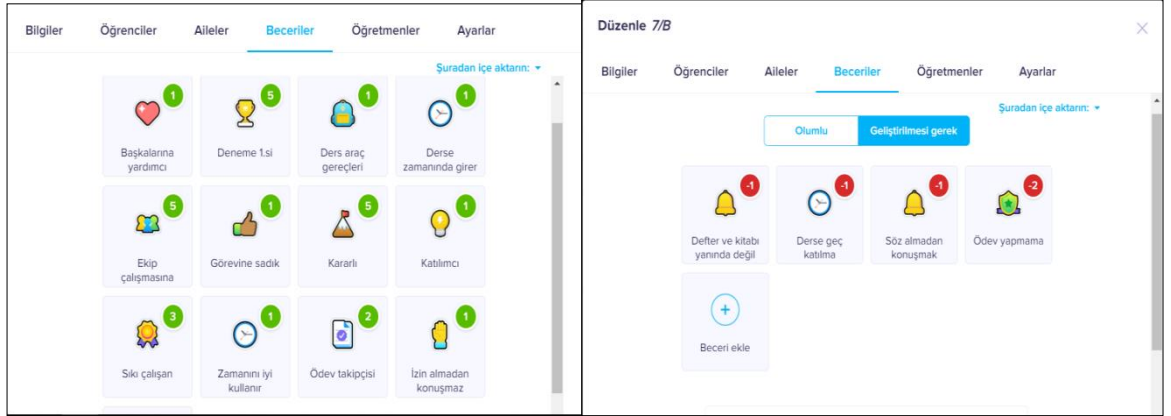 Bilgiler Öğrenciler Aileler Beceriler Öğretmenler Ayarlar
Şuradan içe aktarın:
1 5 1 1
Başkalarına yardımcı
Deneme 1.si
Ders araç gereçleri
Derse zamanında girer
5 1 5 1
Ekip çalışmasına
Görevine sadık
Kararlı
Katılımcı
3 1 2 1
Sıkı çalışan
Zamanını iyi kullanır
Ödev takipçisi
İzin almadan konuşmaz
Düzenle 7/B
Bilgiler Öğrenciler Aileler Beceriler Öğretmenler Ayarlar
Şuradan içe aktarın:
Olumlu Geliştirilmesi gerek
-1 -1 -1 -2
Defter ve kitabı yanında değil
Derse geç katılma
Söz almadan konuşmak
Ödev yapmama
Beceri ekle